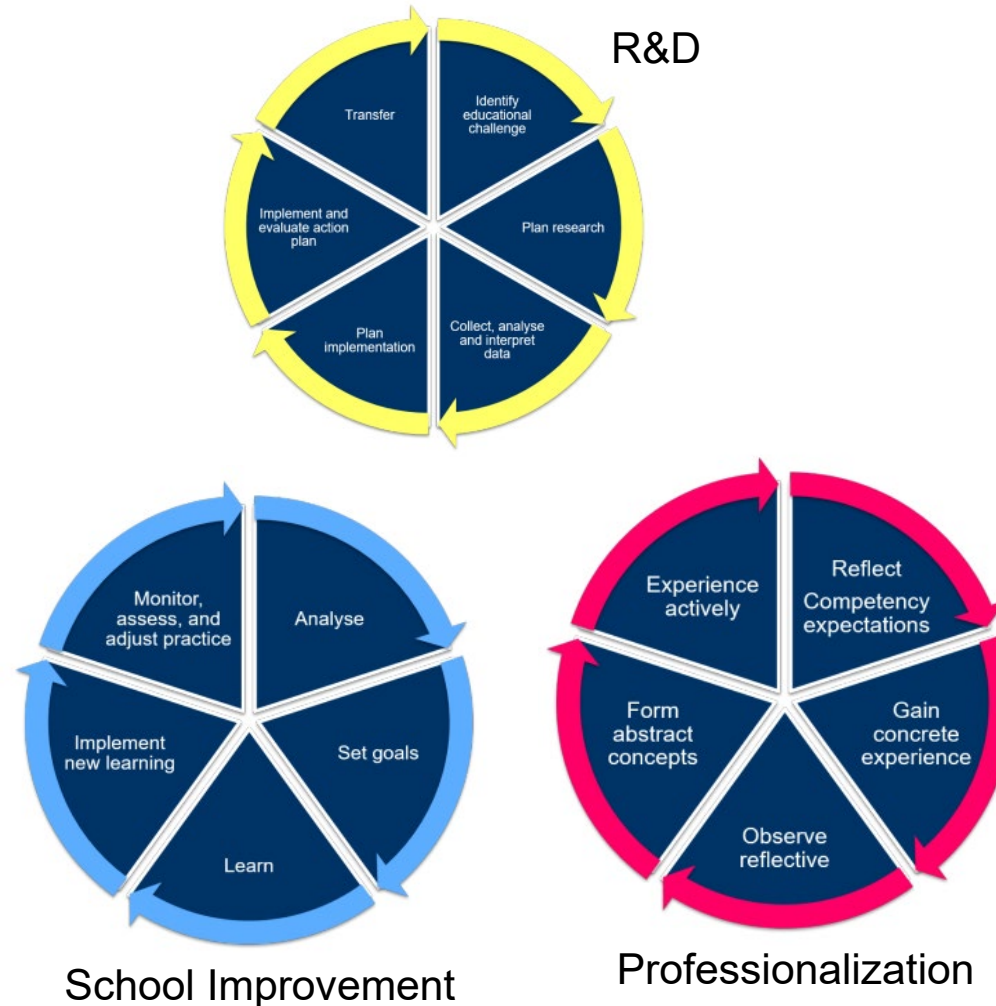 R&D
Identify
educational
challenge
Plan research
Collect, analyse
and interpret
data
Plan
implementation
Implement and
evaluate action
plan
Transfer
Analyse
Set goals
Learn
Implement
new learning
Monitor,
assess, and
adjust practice
School Improvement
Reflect
Competency
expectations
Gain
concrete
experience
Observe
reflective
Form
abstract
concepts
Experience
actively
Professionalization